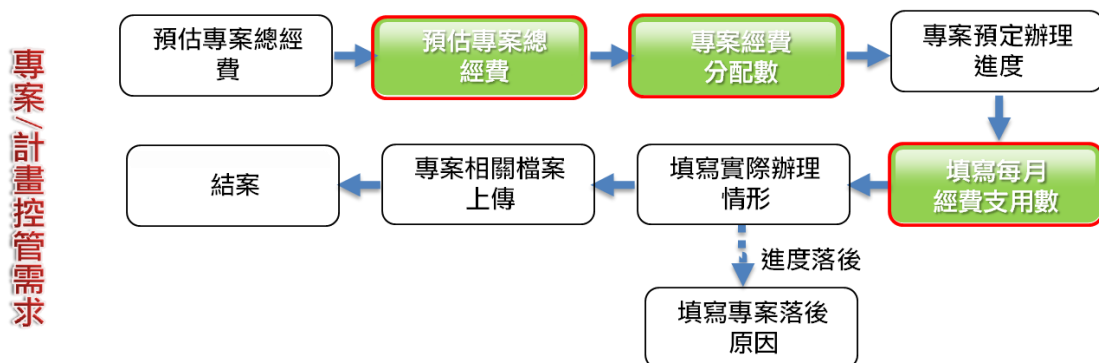 專案/計畫控管需求
預估專案總經
費
預估專案總
經費
專案經費
分配數
專案預定辦理
進度
填寫每月
經費支用數
填寫實際辦理
情形
專案相關檔案
上傳
結案
進度落後
填寫專案落後
原因